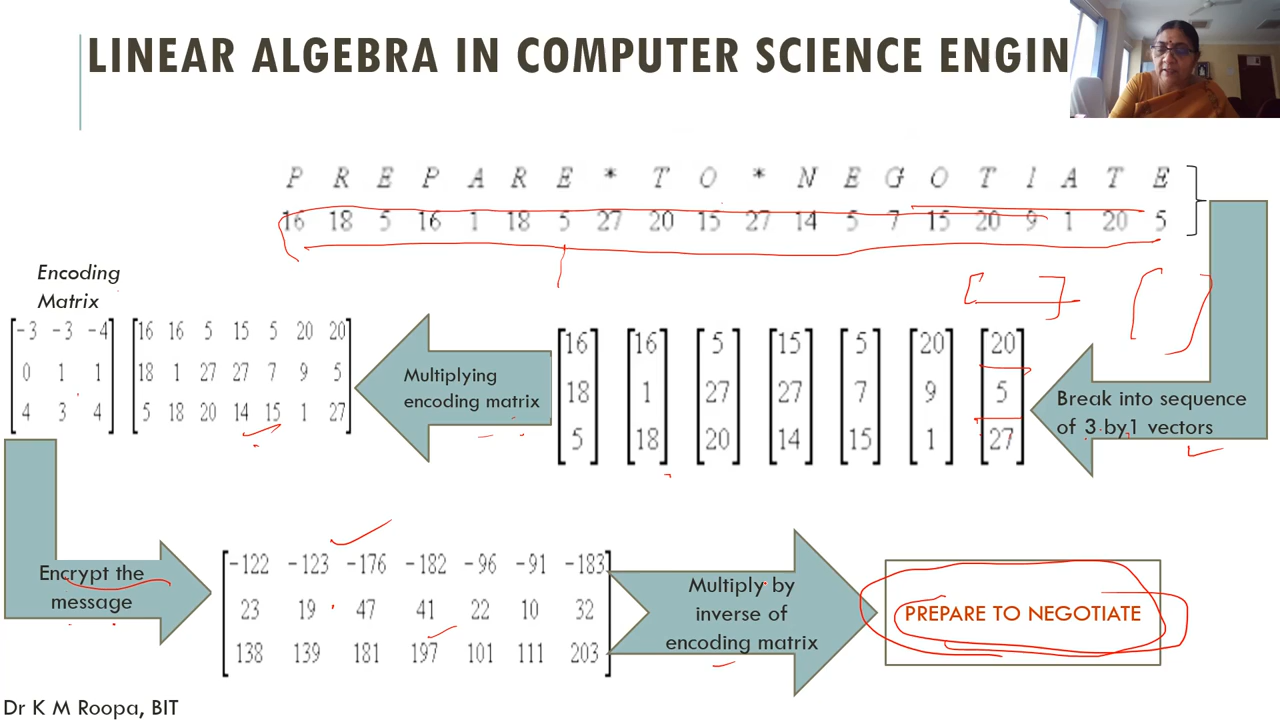 LINEAR ALGEBRA IN COMPUTER SCIENCE ENGIN
P R E P A R E * T O * N E G O T I A T E
16 18 5 16 1 18 5 27 20 15 27 14 5 7 15 20 9 1 20 5
Encoding
Matrix
-3 -3 -4
0 1 1
4 3 4
16 16 5 15 5 20 20
18 1 27 27 7 9 5
5 18 20 14 15 1 27
Multiplying
encoding matrix
16 16 5 15 5 20 20
18 1 27 27 7 9 5
5 18 20 14 15 1 27
Break into sequence
of 3 by1 vectors
Encrypt the
message
-122 -123 -176 -182 -96 -91 -183
23 19 47 41 22 10 32
138 139 181 197 101 111 203
Multiply by
inverse of
encoding matrix
PREPARE TO NEGOTIATE
Dr K M Roopa, BIT